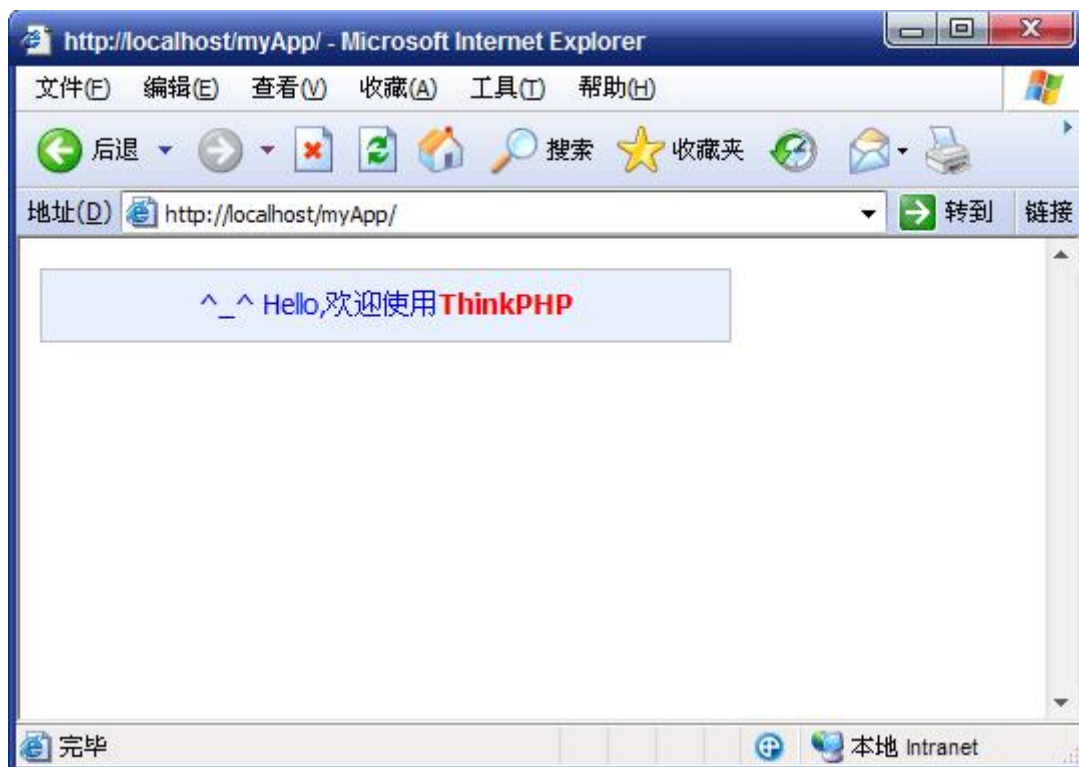 http://localhost/myApp/ - Microsoft Internet Explorer
文件(F) 编辑(E) 查看(V) 收藏(A) 工具(T) 帮助(H)
后退 搜索 收藏夹
地址(D) http://localhost/myApp/ 转到 链接
^_^ Hello,欢迎使用ThinkPHP
完毕 本地 Intranet